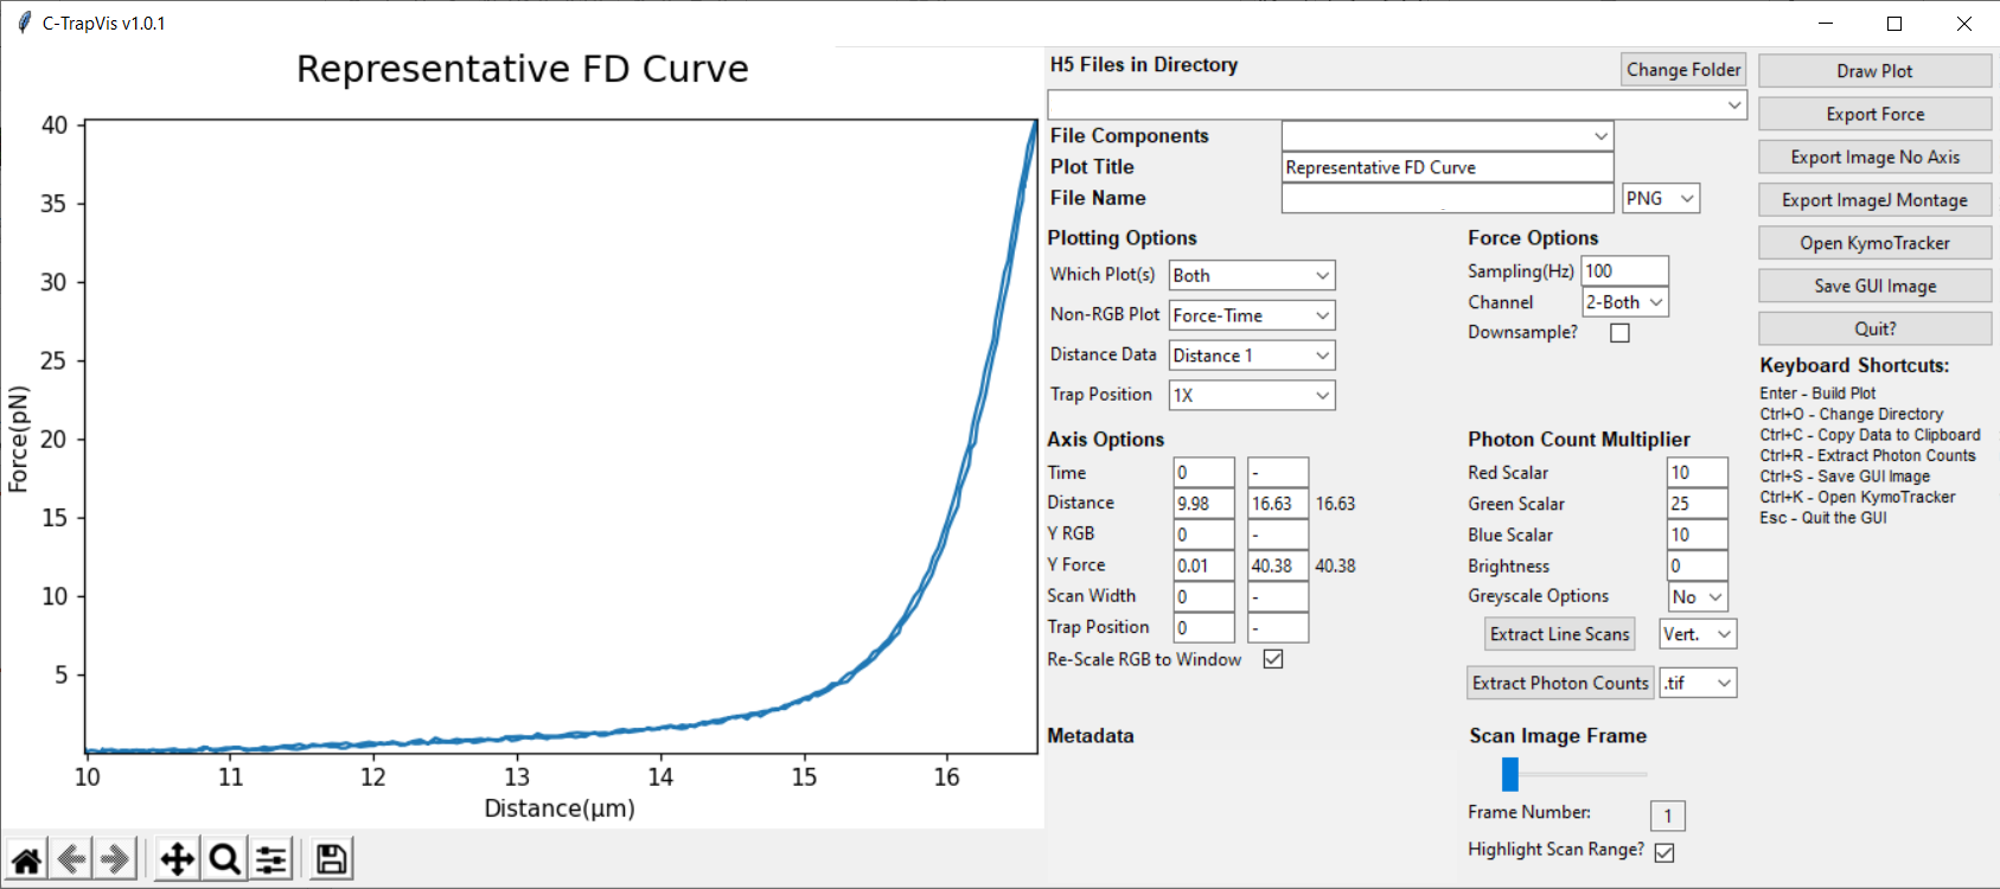 C-TrapVis v1.0.1
Representative FD Curve
40
35
30
25
20
15
10
5
Force(pN)
10 11 12 13 14 15 16
Distance(μm)
H5 Files in Directory
Change Folder
File Components
Plot Title Representative FD Curve
File Name PNG
Plotting Options
Which Plot(s) Both
Non-RGB Plot Force-Time
Distance Data Distance 1
Trap Position 1X
Force Options
Sampling(Hz) 100
Channel 2-Both
Downsample?
Axis Options
Time 0 -
Distance 9.98 16.63 16.63
Y RGB 0 -
Y Force 0.01 40.38 40.38
Scan Width 0 -
Trap Position 0 -
Re-Scale RGB to Window
Photon Count Multiplier
Red Scalar 10
Green Scalar 25
Blue Scalar 10
Brightness 0
Greyscale Options No
Extract Line Scans Vert.
Extract Photon Counts .tif
Metadata
Scan Image Frame
Frame Number: 1
Highlight Scan Range?
Draw Plot
Export Force
Export Image No Axis
Export ImageJ Montage
Open KymoTracker
Save GUI Image
Quit?
Keyboard Shortcuts:
Enter - Build Plot
Ctrl+O - Change Directory
Ctrl+C - Copy Data to Clipboard
Ctrl+R - Extract Photon Counts
Ctrl+S - Save GUI Image
Ctrl+K - Open KymoTracker
Esc - Quit the GUI